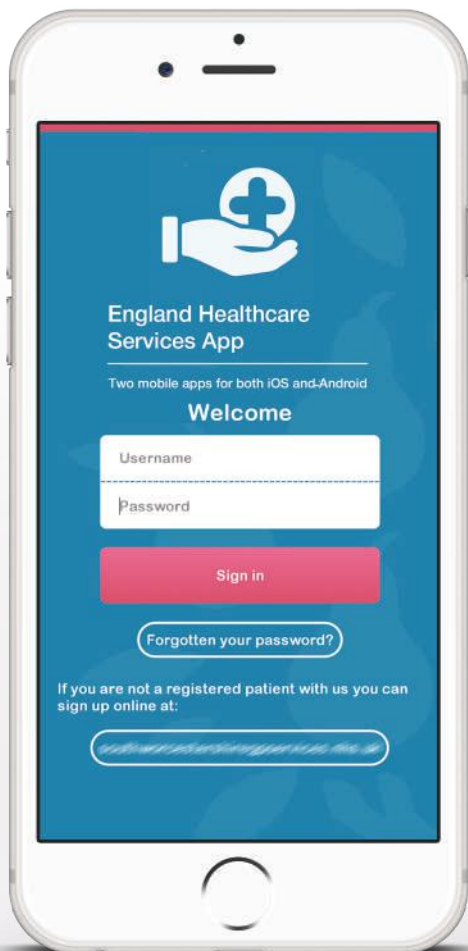 England Healthcare
Services App
Two mobile apps for both iOS and Android
Welcome
Username
Password
Sign in
Forgotten your password?
If you are not a registered patient with us you can
sign up online at: